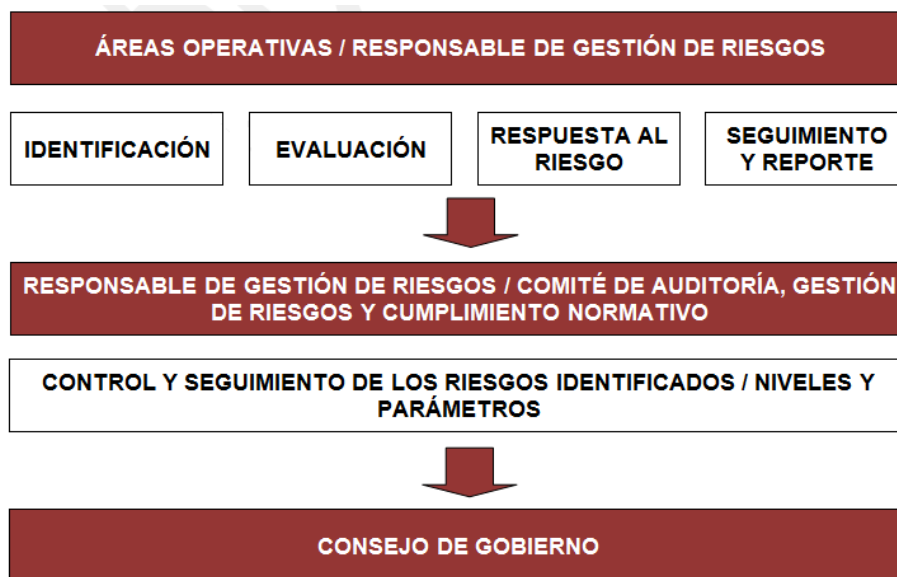 ÁREAS OPERATIVAS / RESPONSABLE DE GESTIÓN DE RIESGOS
IDENTIFICACIÓN
EVALUACIÓN
RESPUESTA AL
RIESGO
SEGUIMIENTO
Y REPORTE
RESPONSABLE DE GESTIÓN DE RIESGOS / COMITÉ DE AUDITORÍA, GESTIÓN
DE RIESGOS Y CUMPLIMIENTO NORMATIVO
CONTROL Y SEGUIMIENTO DE LOS RIESGOS IDENTIFICADOS / NIVELES Y
PARÁMETROS
CONSEJO DE GOBIERNO